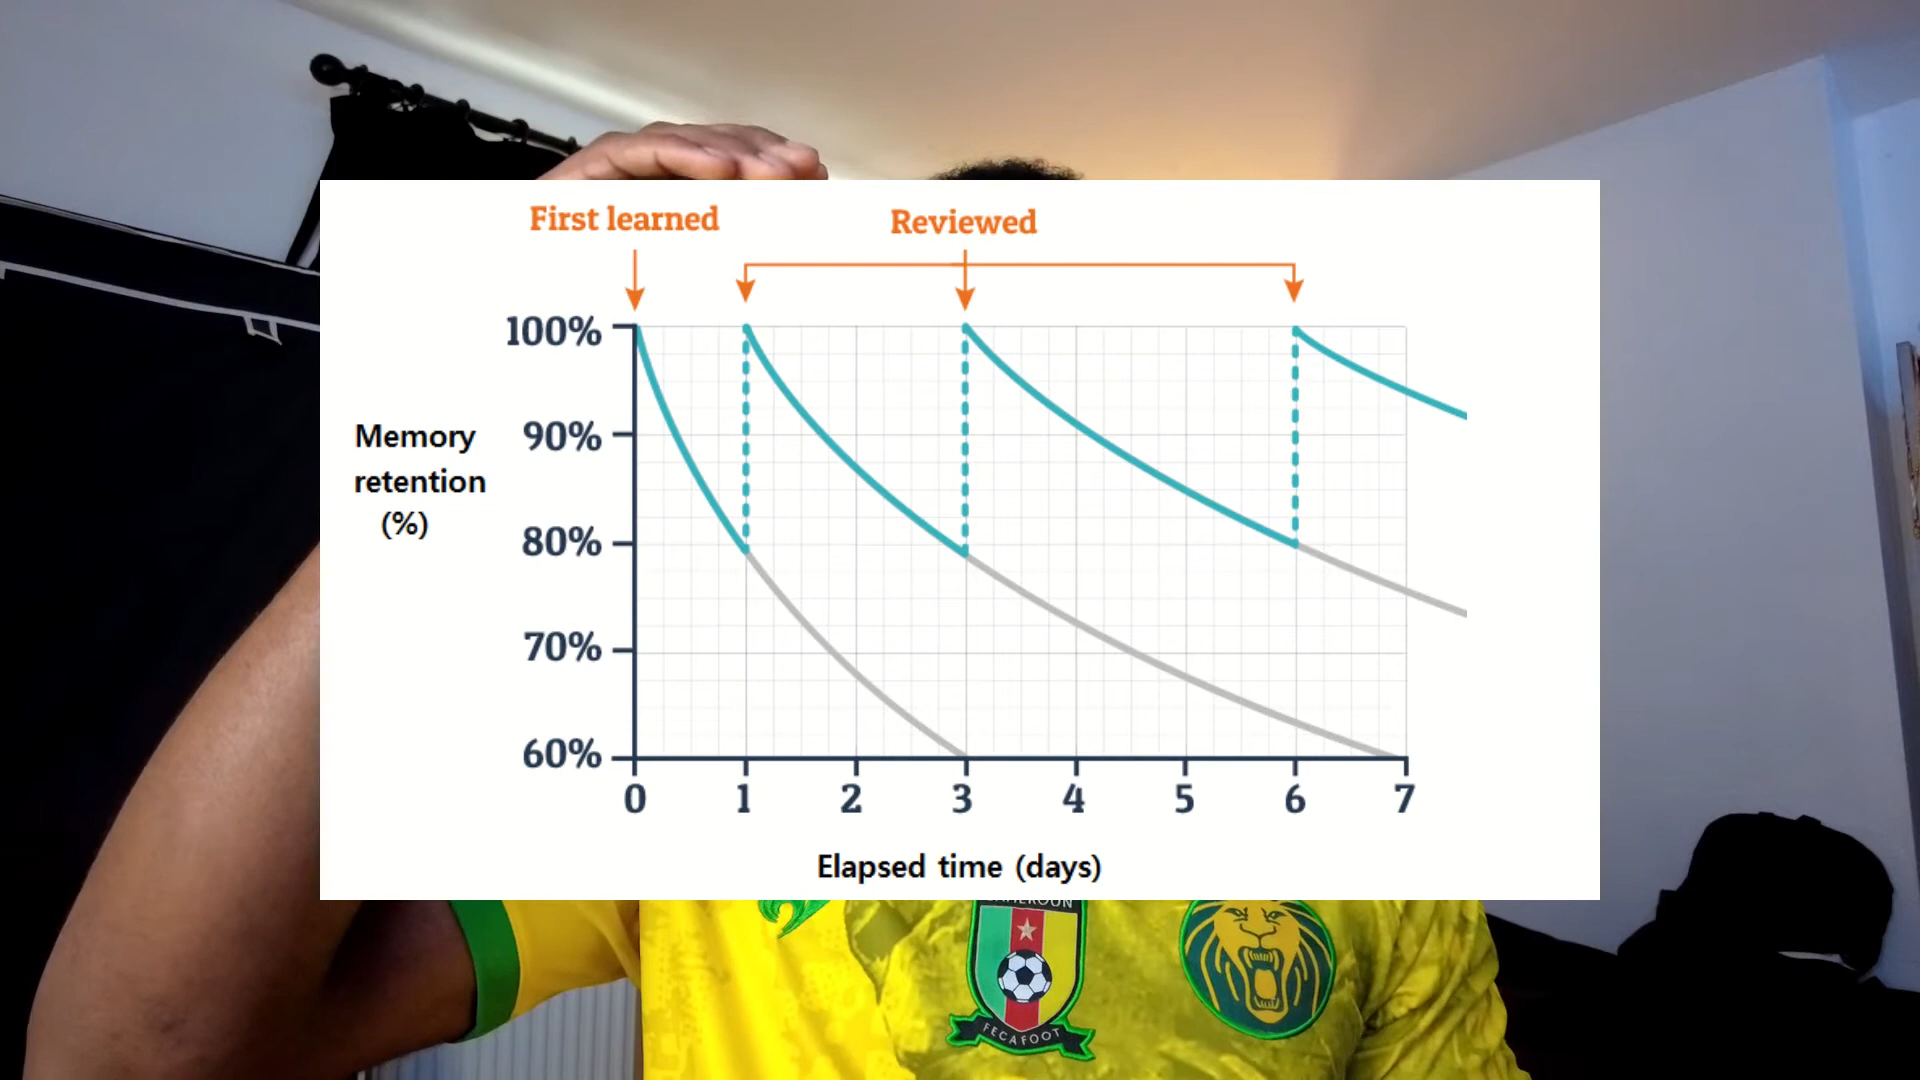 First learned
Reviewed
100%
90%
80%
70%
60%
Memory
retention
(%)
0 1 2 3 4 5 6 7
Elapsed time (days)
CAMEROUN
FECAFOOT